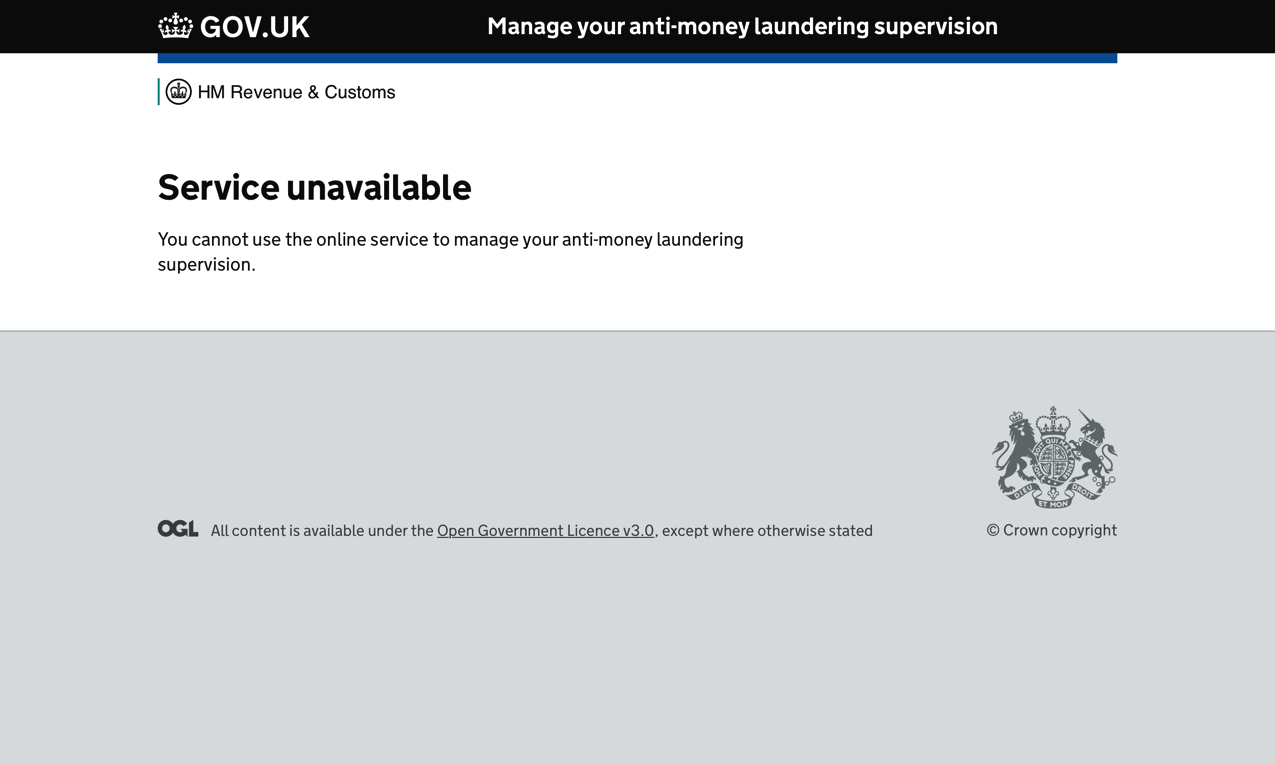 GOV.UK
Manage your anti-money laundering supervision
HM Revenue & Customs
Service unavailable
You cannot use the online service to manage your anti-money laundering
supervision.
OGL All content is available under the Open Government Licence v3.0, except where otherwise stated
DIEU ET MON DROIT
© Crown copyright